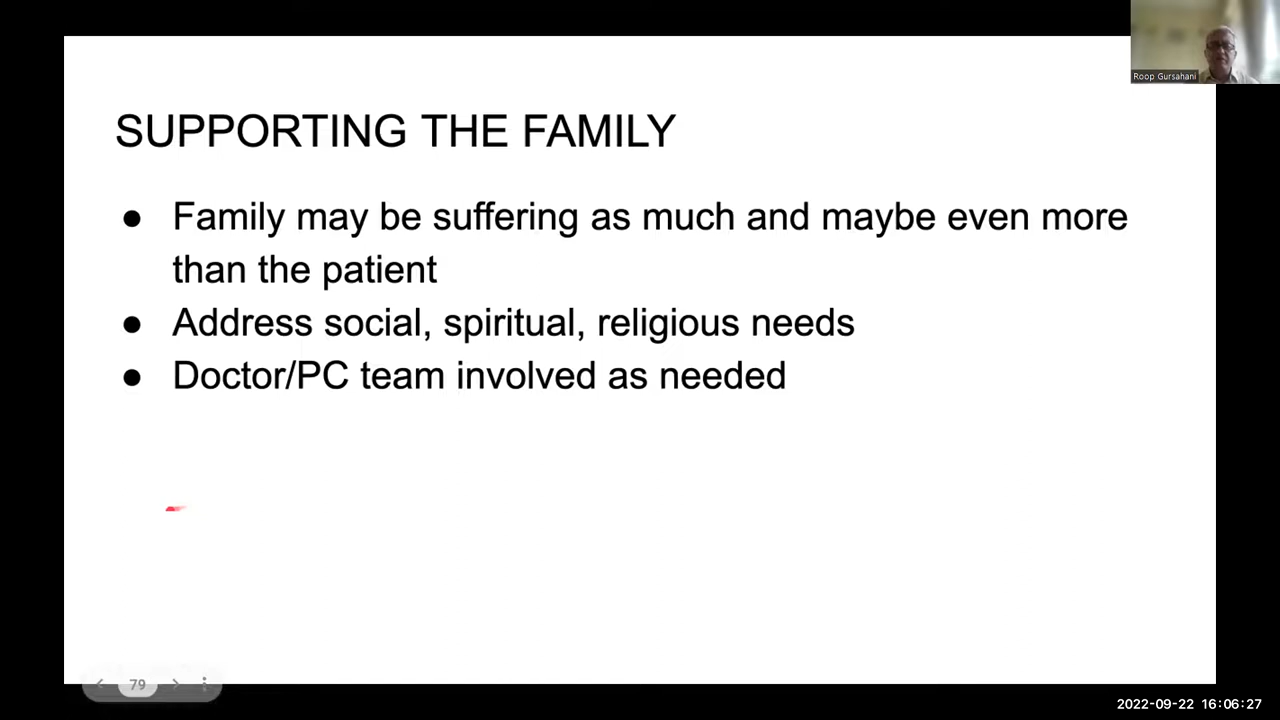 Roop Gursahani
SUPPORTING THE FAMILY
● Family may be suffering as much and maybe even more
than the patient
● Address social, spiritual, religious needs
● Doctor/PC team involved as needed
79
2022-09-22 16:06:27